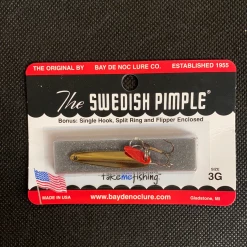 THE ORIGINAL BY BAY DE NOC LURE CO. ESTABLISHED 1955
The SWEDISH PIMPLE®
Bonus: Single Hook, Split Ring and Flipper Enclosed
takemefishing
SIZE
3G
MADE IN USA www.baydenoclure.com Gladstone, MI